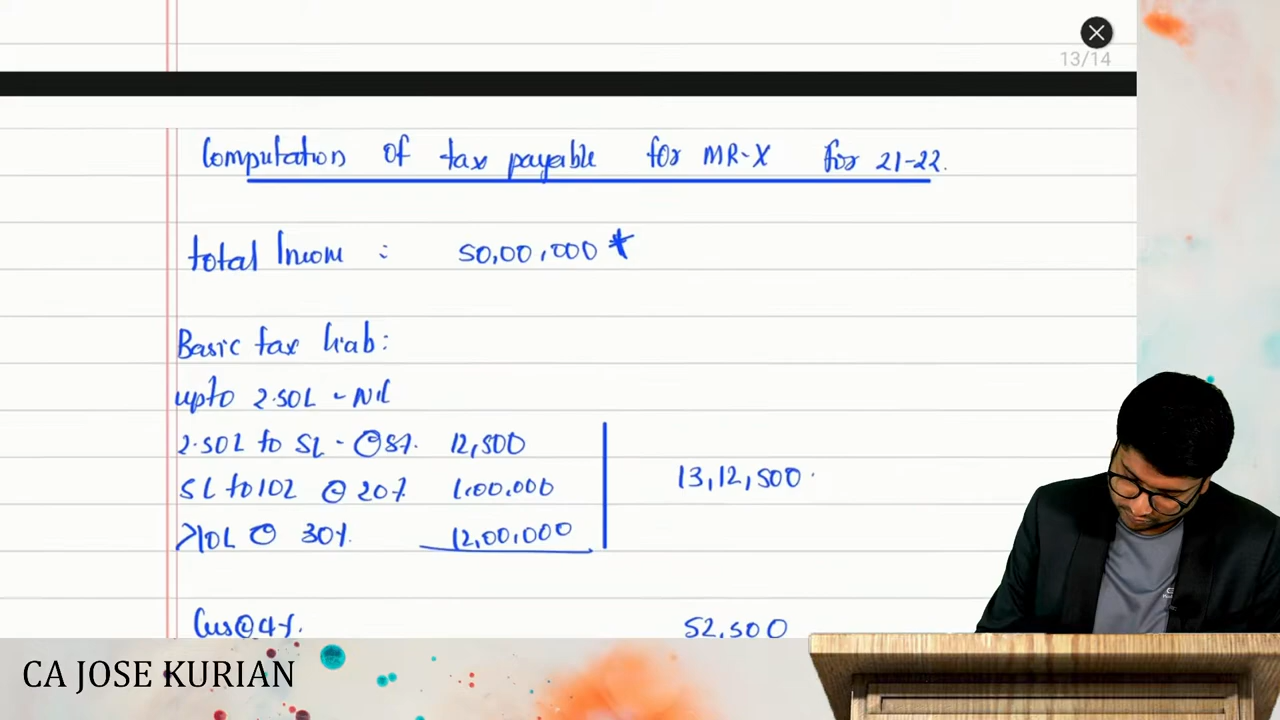 13/14
Computation of tax payable for MR-X for 21-22.
total Income : 50,00,000 *
Basic tax liab:
upto 2.50L - Nil
2.50L to 5L - @5%. 12,500
5L to 10L @ 20% 1,00,000
13,12,500
>10L @ 30%. 12,00,000
Cess@4%. 52,500
CA JOSE KURIAN